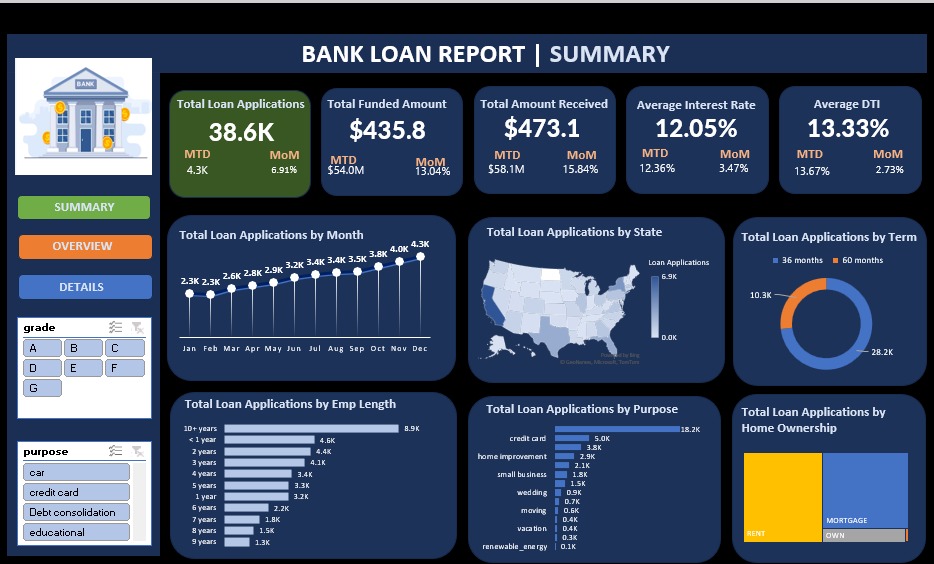 BANK LOAN REPORT | SUMMARY
BANK
SUMMARY
OVERVIEW
DETAILS
grade
A B C
D E F
G
purpose
car
credit card
Debt consolidation
educational
Total Loan Applications
38.6K
MTD MoM
4.3K 6.91%
Total Funded Amount
$435.8
MTD MoM
$54.0M 13.04%
Total Amount Received
$473.1
MTD MoM
$58.1M 15.84%
Average Interest Rate
12.05%
MTD MoM
12.36% 3.47%
Average DTI
13.33%
MTD MoM
13.67% 2.73%
Total Loan Applications by Month
2.3K 2.3K 2.6K 2.8K 2.9K 3.2K 3.4K 3.4K 3.5K 3.8K 4.0K 4.3K
Jan Feb Mar Apr May Jun Jul Aug Sep Oct Nov Dec
Total Loan Applications by State
Loan Applications
6.9K
0.0K
Powered by Bing
© GeoNames, Microsoft, TomTom
Total Loan Applications by Term
36 months 60 months
10.3K
28.2K
Total Loan Applications by Emp Length
10+ years 8.9K
< 1 year 4.6K
2 years 4.4K
3 years 4.1K
4 years 3.4K
5 years 3.3K
1 year 3.2K
6 years 2.2K
7 years 1.8K
8 years 1.5K
9 years 1.3K
Total Loan Applications by Purpose
18.2K
credit card 5.0K
3.8K
home improvement 2.9K
2.1K
small business 1.8K
1.5K
wedding 0.9K
0.7K
moving 0.6K
0.4K
vacation 0.4K
0.3K
renewable_energy 0.1K
Total Loan Applications by
Home Ownership
RENT
MORTGAGE
OWN